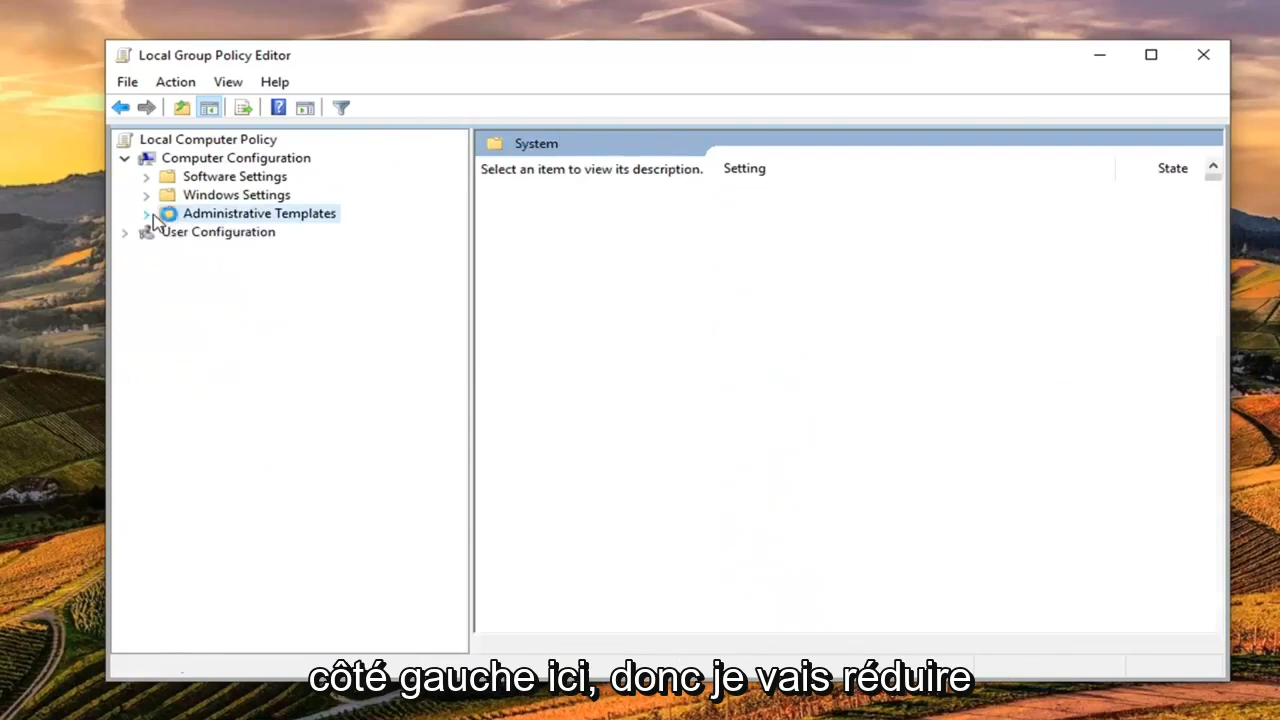 Local Group Policy Editor
File Action View Help
Local Computer Policy
Computer Configuration
Software Settings
Windows Settings
Administrative Templates
User Configuration
System
Select an item to view its description.
Setting
State
côté gauche ici, donc je vais réduire